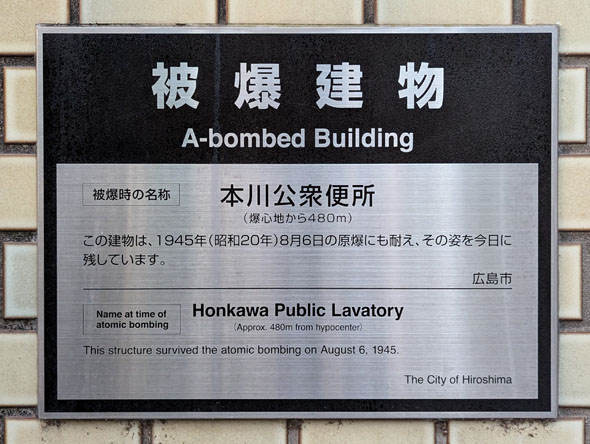 被爆建物
A-bombed Building
被爆時の名称
本川公衆便所
（爆心地から480m）
この建物は、1945年（昭和20年）8月6日の原爆にも耐え、その姿を今日に
残しています。
広島市
Name at time of
atomic bombing
Honkawa Public Lavatory
(Approx. 480m from hypocenter)
This structure survived the atomic bombing on August 6, 1945.
The City of Hiroshima